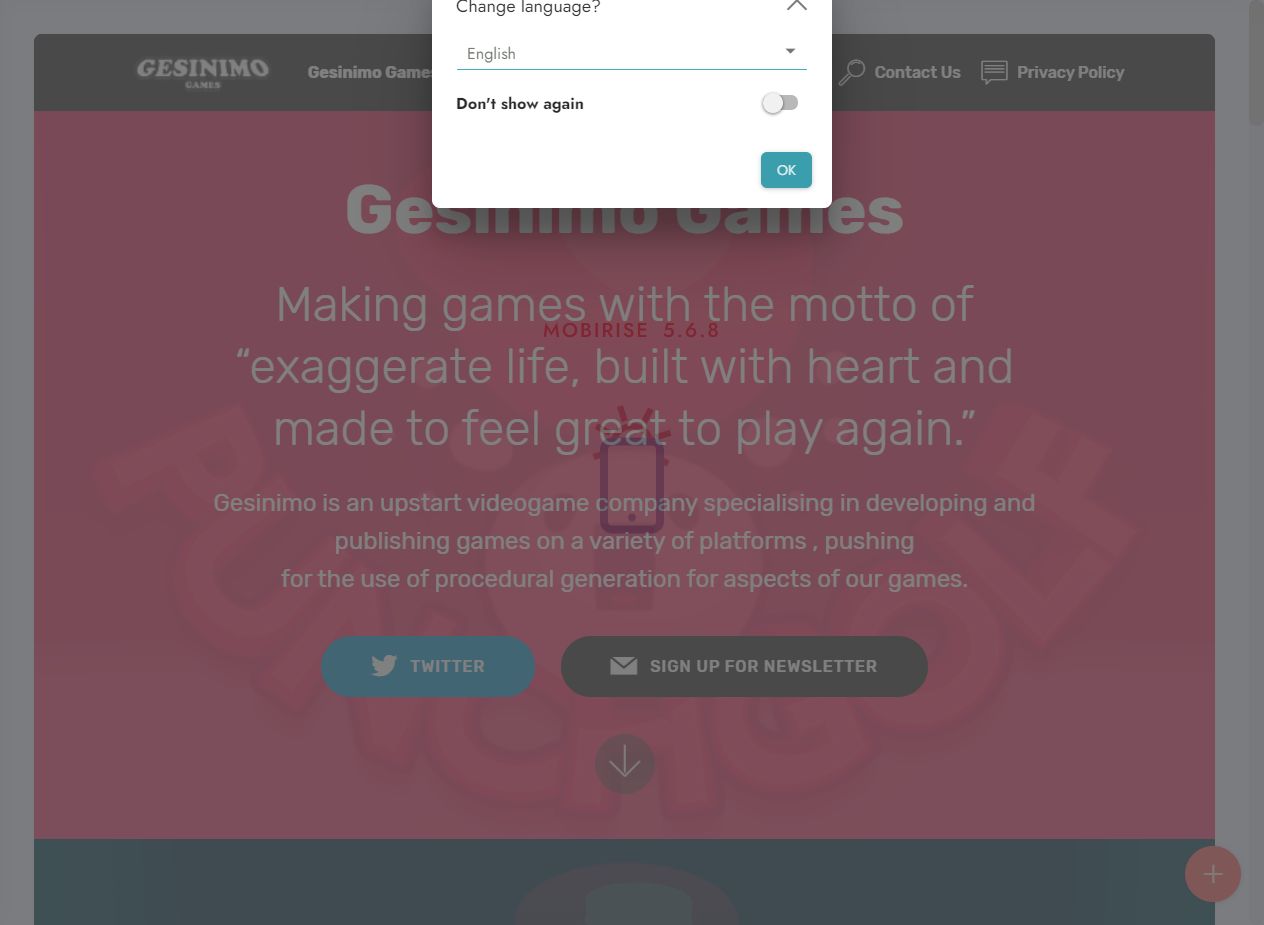 Change language?
English
Don't show again
OK
GESINIMO
GAMES
Gesinimo Games
Contact Us
Privacy Policy
Gesinimo Games
Making games with the motto of
“exaggerate life, built with heart and
made to feel great to play again.”
MOBIRISE 5.6.8
Gesinimo is an upstart videogame company specialising in developing and
publishing games on a variety of platforms , pushing
for the use of procedural generation for aspects of our games.
TWITTER
SIGN UP FOR NEWSLETTER
PUNCHGOLF